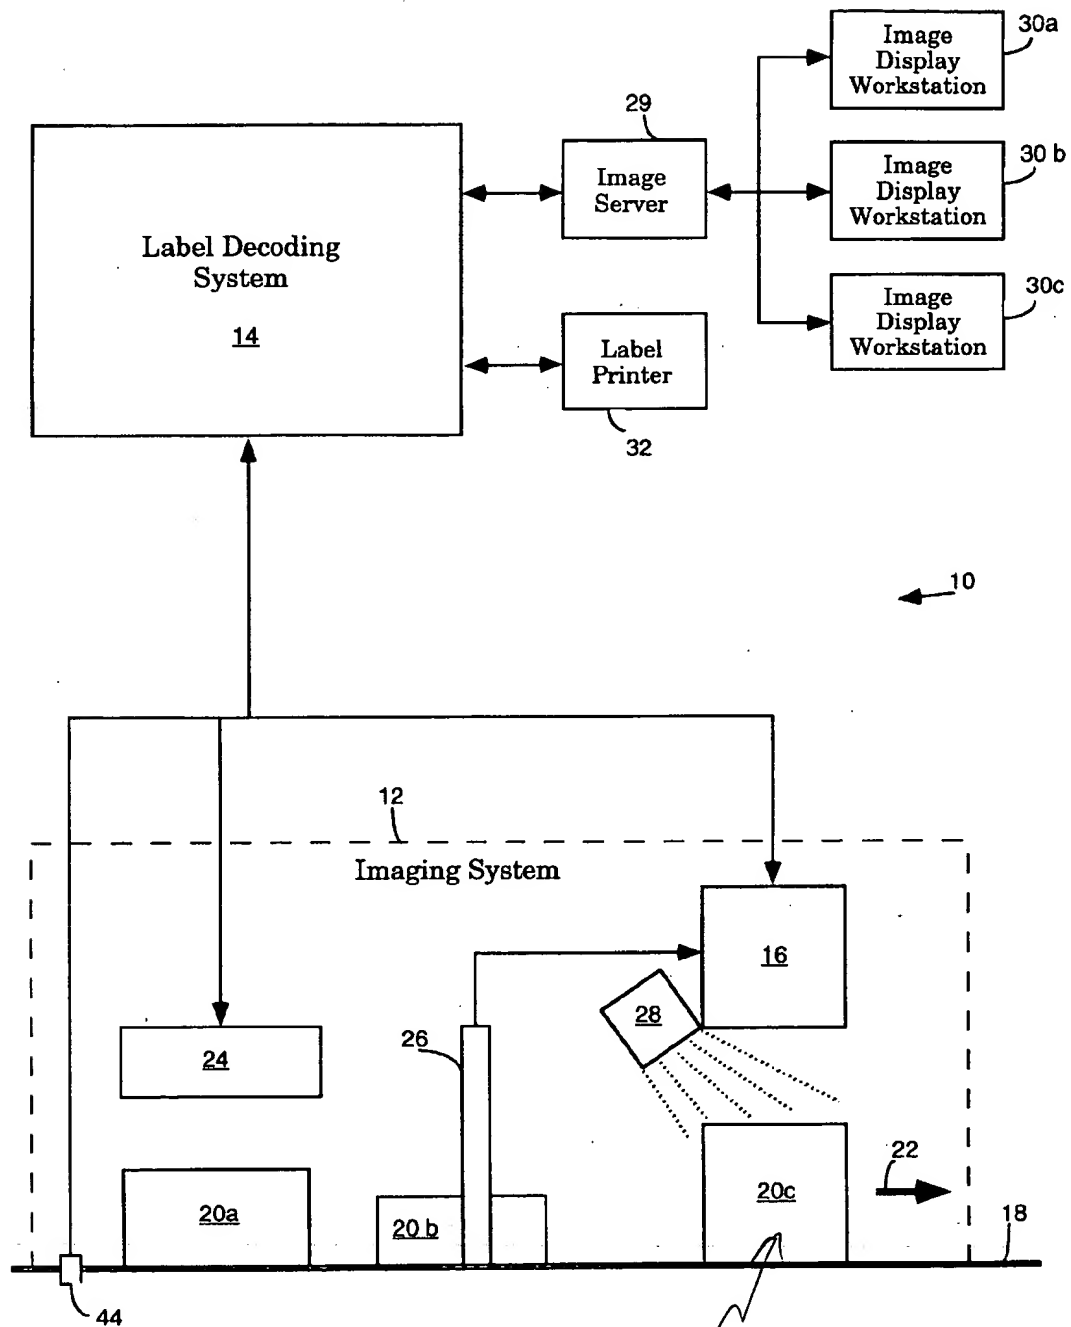 30a
Image
Display
Workstation
29
30 b
Image
Display
Workstation
Image
Server
Label Decoding
System
14
30c
Image
Display
Workstation
Label
Printer
32
10
12
Imaging System
16
28
26
24
22
20a
20 b
20c
18
44